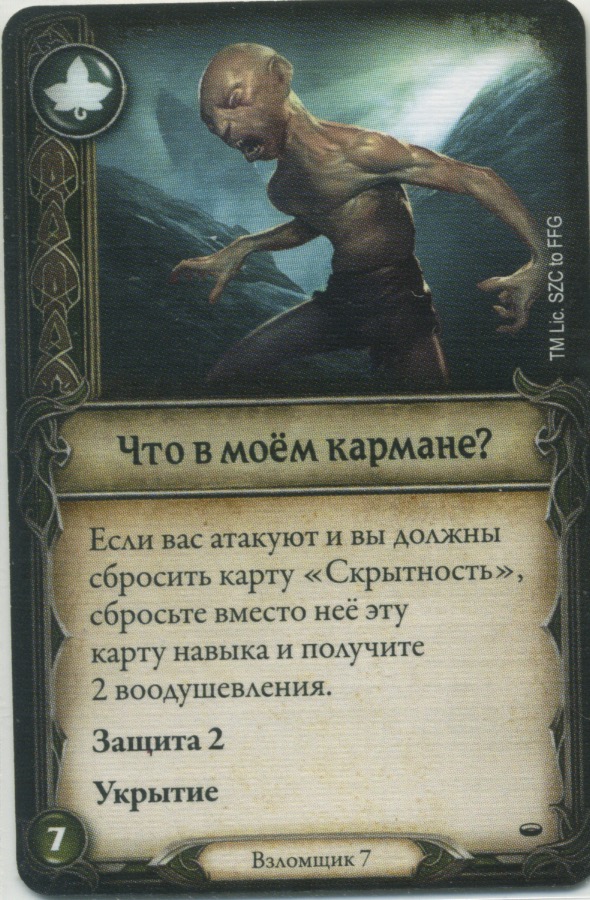 TM Lic. SZC to FFG
Что в моём кармане?
Если вас атакуют и вы должны
сбросить карту «Скрытность»,
сбросьте вместо неё эту
карту навыка и получите
2 воодушевления.
Защита 2
Укрытие
7
Взломщик 7